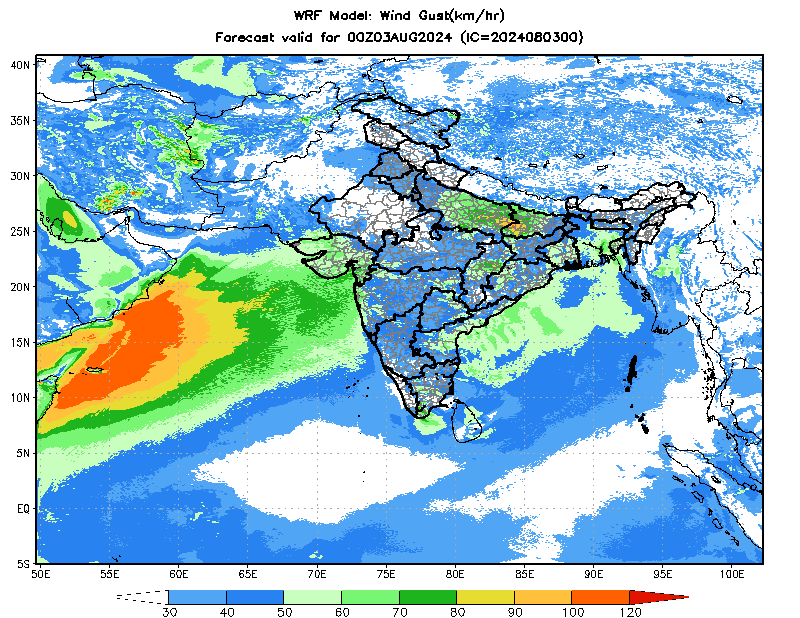 WRF Model: Wind Gust(km/hr)
Forecast valid for 00Z03AUG2024 (IC=2024080300)
40N
35N
30N
25N
20N
15N
10N
5N
EQ
5S
50E 55E 60E 65E 70E 75E 80E 85E 90E 95E 100E
30 40 50 60 70 80 90 100 120